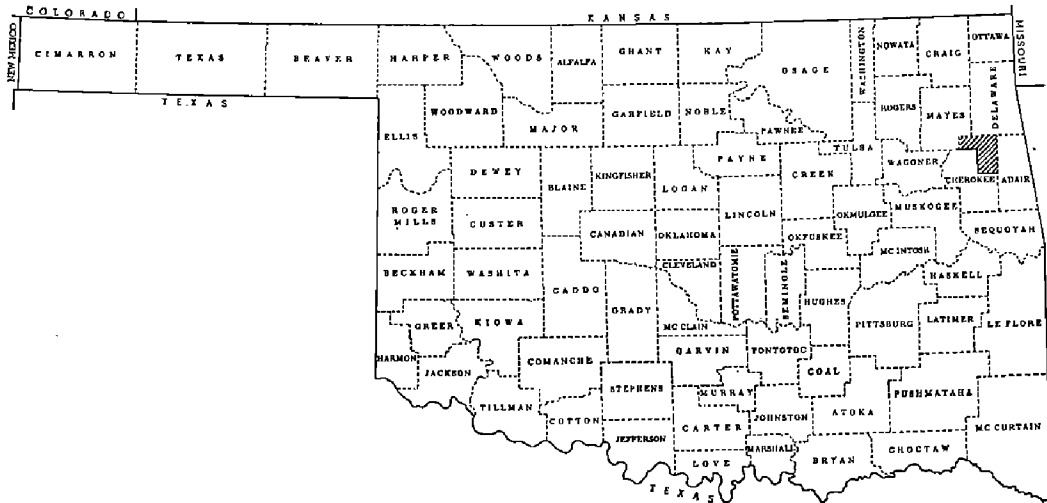 COLORADO
KANSAS
MISSOURI
NEW MEXICO
CIMARRON
TEXAS
BEAVER
HARPER
WOODS
ALFALFA
GRANT
KAY
OSAGE
WASHINGTON
NOWATA
CRAIG
OTTAWA
TEXAS
ELLIS
WOODWARD
MAJOR
GARFIELD
NOBLE
PAWNEE
ROGERS
MAYES
DELAWARE
DEWEY
BLAINE
KINGFISHER
LOGAN
PAYNE
CREEK
TULSA
WAGONER
CHEROKEE
ADAIR
ROGER
MILLS
CUSTER
CANADIAN
OKLAHOMA
LINCOLN
OKFUSKEE
OKMULGEE
MUSKOGEE
SEQUOYAH
MC INTOSH
BECKHAM
WASHITA
CADDO
GRADY
CLEVELAND
POTTAWATOMIE
SEMINOLE
HUGHES
HASKELL
GREER
KIOWA
MC CLAIN
PITTSBURG
LATIMER
LE FLORE
HARMON
JACKSON
COMANCHE
GARVIN
PONTOTOC
COAL
TILLMAN
STEPHENS
MURRAY
PUSHMATAHA
COTTON
CARTER
JOHNSTON
ATOKA
MC CURTAIN
JEFFERSON
LOVE
MARSHALL
BRYAN
CHOCTAW
TEXAS